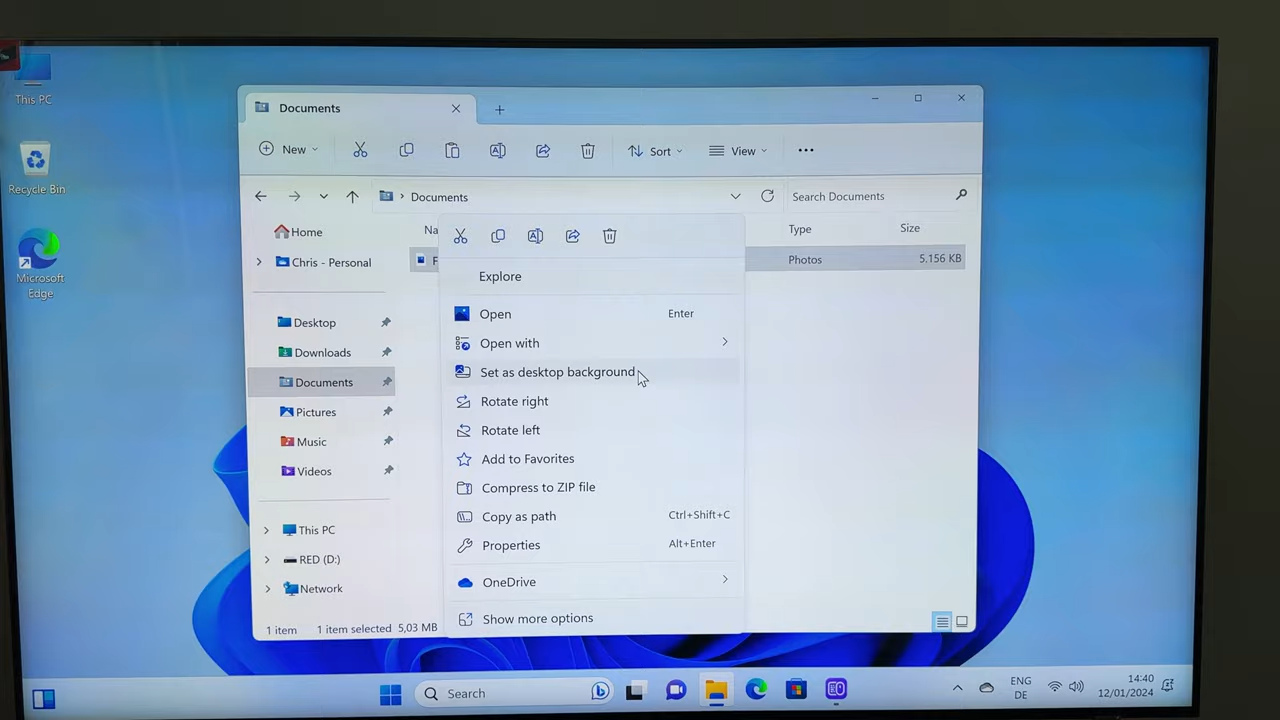 This PC
Recycle Bin
Microsoft
Edge
Documents
New
Sort
View
Documents
Search Documents
Home
Chris - Personal
Desktop
Downloads
Documents
Pictures
Music
Videos
This PC
RED (D:)
Network
Na
Type
Size
F
Photos
5.156 KB
Explore
Open Enter
Open with
Set as desktop background
Rotate right
Rotate left
Add to Favorites
Compress to ZIP file
Copy as path Ctrl+Shift+C
Properties Alt+Enter
OneDrive
Show more options
1 item 1 item selected 5,03 MB
Search
ENG
DE
14:40
12/01/2024